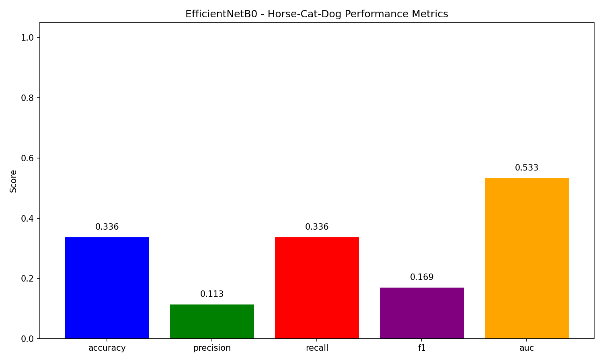 EfficientNetB0 - Horse-Cat-Dog Performance Metrics
1.0
0.8
0.6
0.4
0.2
0.0
Score
0.336
0.113
0.336
0.169
0.533
accuracy
precision
recall
f1
auc